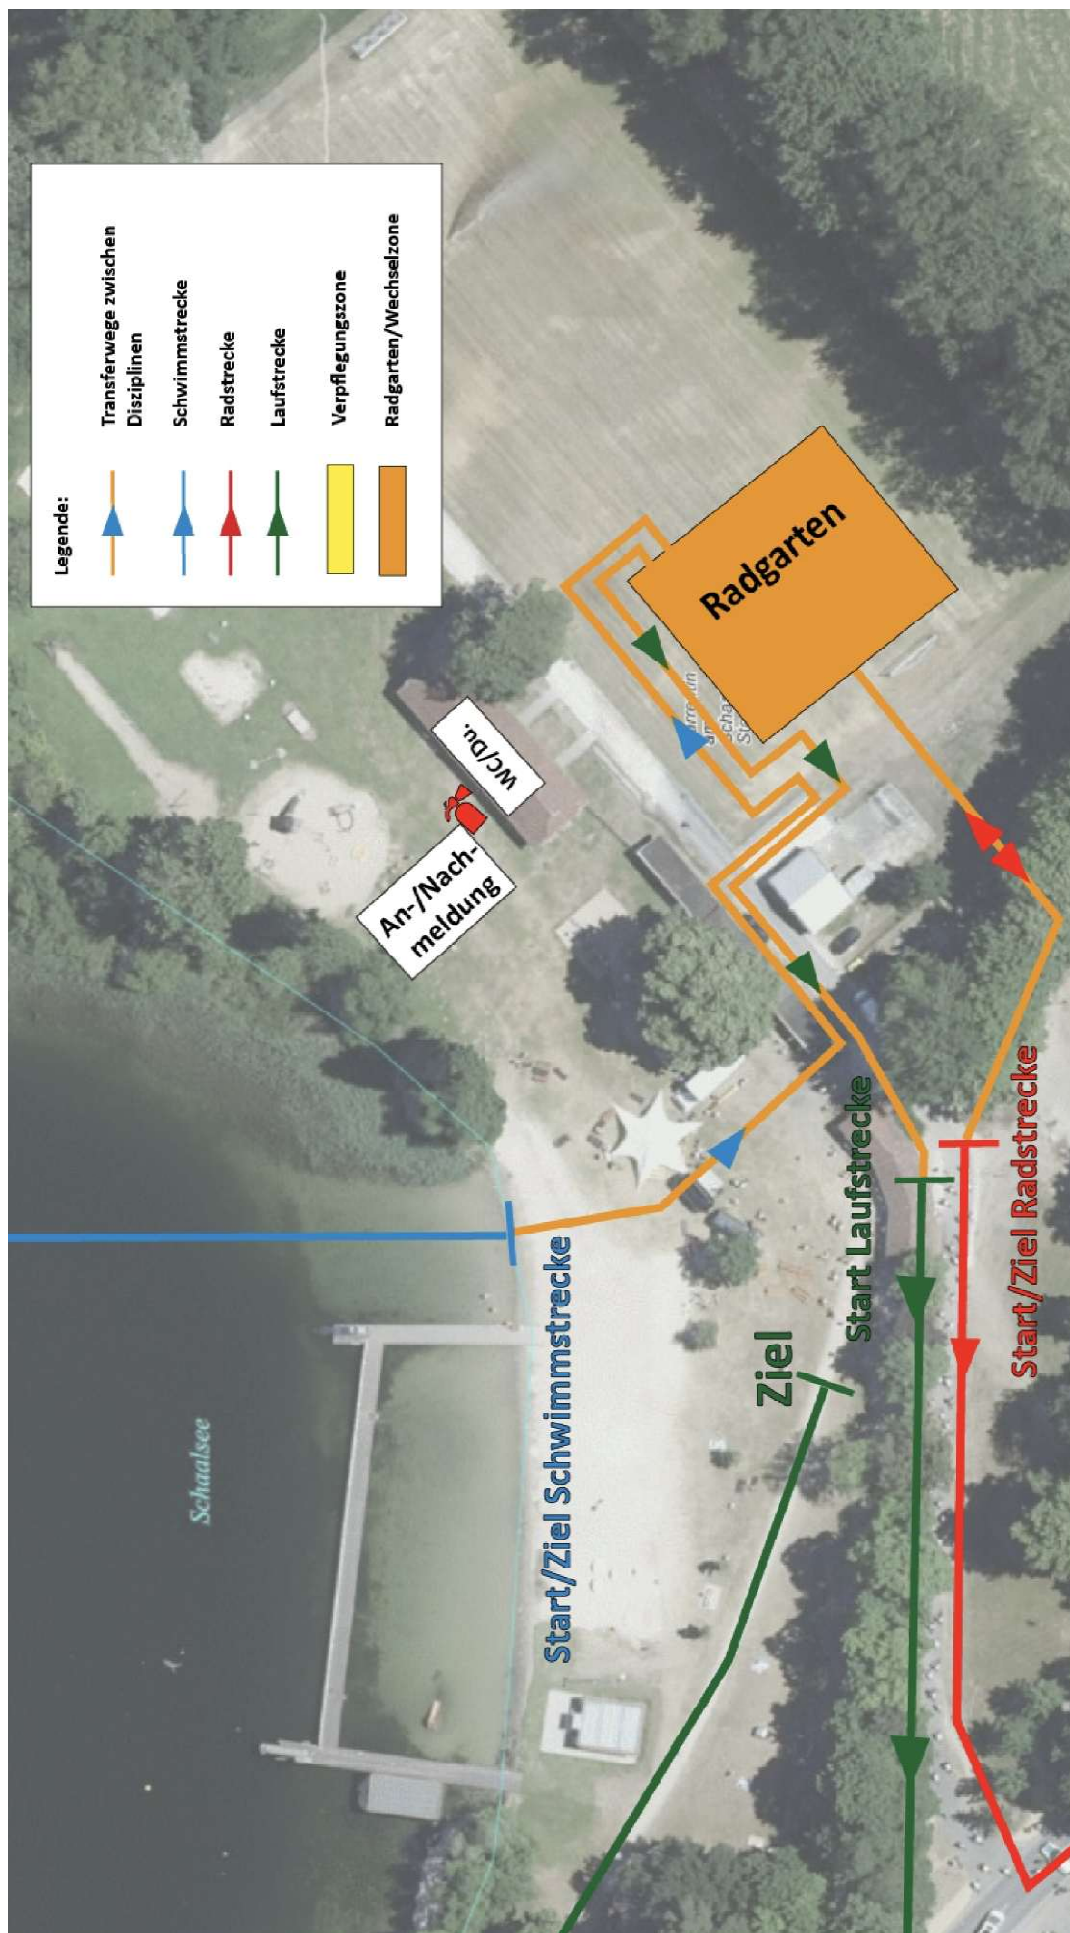 Legende:
Transferwege zwischen
Disziplinen
Schwimmstrecke
Radstrecke
Laufstrecke
Verpflegungszone
Radgarten/Wechselzone
Radgarten
WC/Du.
An-/Nach-
meldung
Schaalsee
Start/Ziel Schwimmstrecke
Ziel
Start Laufstrecke
Start/Ziel Radstrecke